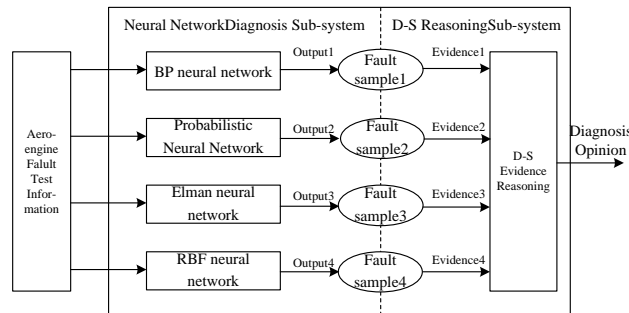 Neural NetworkDiagnosis Sub-system
D-S ReasoningSub-system
Aero-
engine
Falult
Test
Infor-
mation
BP neural network
Output1
Fault
sample1
Evidence1
Probabilistic
Neural Network
Output2
Fault
sample2
Evidence2
Elman neural
network
Output3
Fault
sample3
Evidence3
RBF neural
network
Output4
Fault
sample4
Evidence4
D-S
Evidence
Reasoning
Diagnosis
Opinion